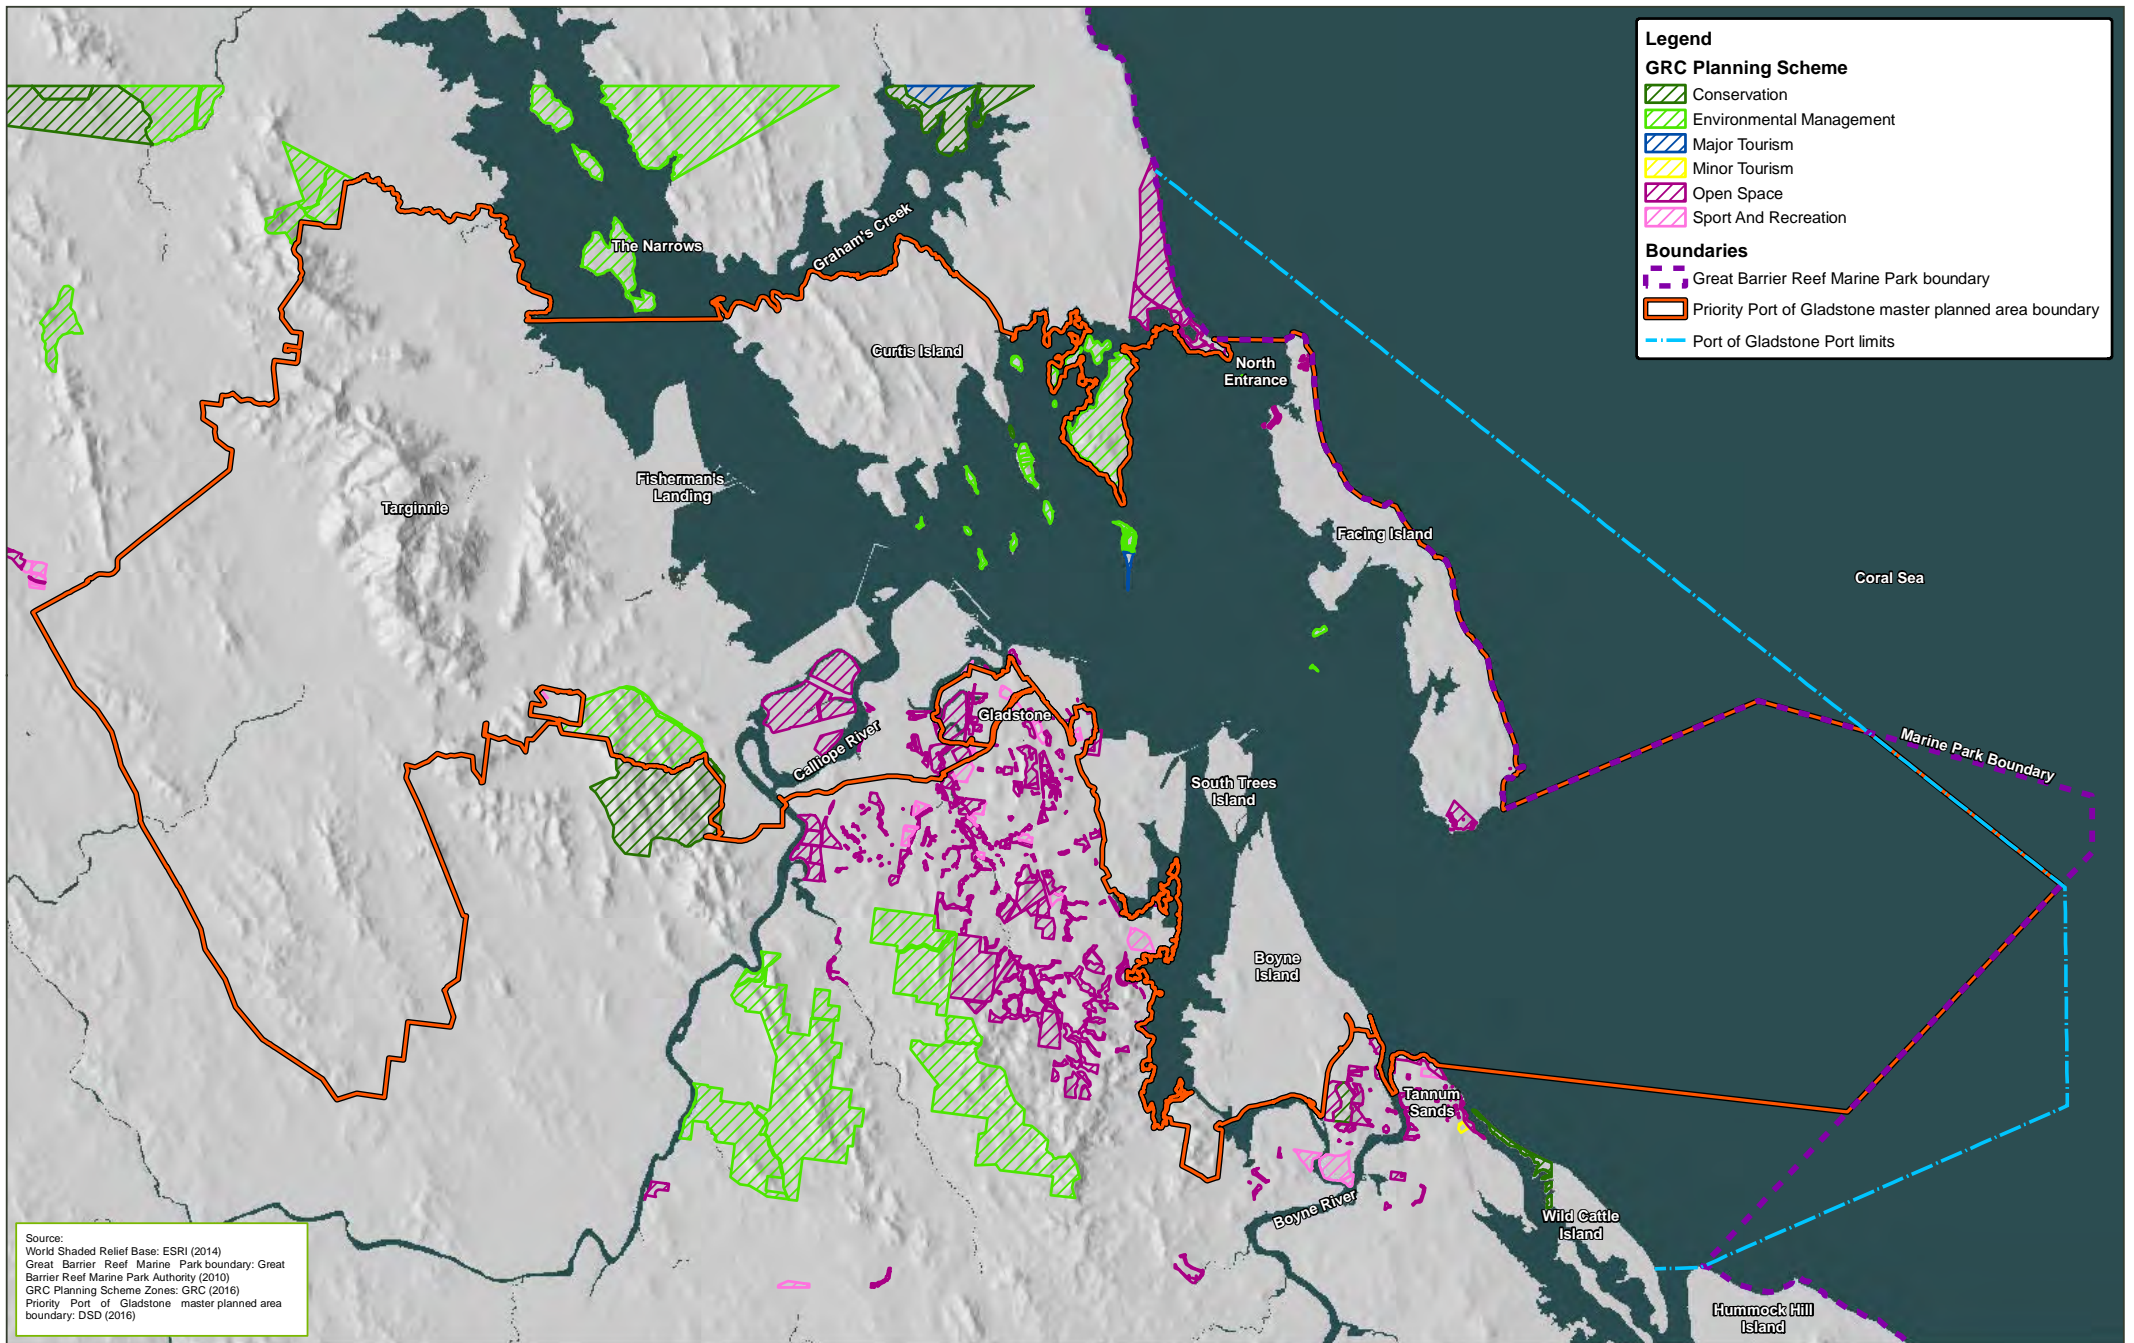 Legend
GRC Planning Scheme
Conservation
Environmental Management
Major Tourism
Minor Tourism
Open Space
Sport And Recreation
Boundaries
Great Barrier Reef Marine Park boundary
Priority Port of Gladstone master planned area boundary
Port of Gladstone Port limits
The Narrows
Graham's Creek
Curtis Island
North
Entrance
Fisherman's
Landing
Targinnie
Facing Island
Coral Sea
Gladstone
Calliope River
Marine Park Boundary
South Trees
Island
Boyne
Island
Tannum
Sands
Boyne River
Wild Cattle
Island
Hummock Hill
Island
Source:
World Shaded Relief Base: ESRI (2014)
Great Barrier Reef Marine Park boundary: Great
Barrier Reef Marine Park Authority (2010)
GRC Planning Scheme Zones: GRC (2016)
Priority Port of Gladstone master planned area
boundary: DSD (2016)